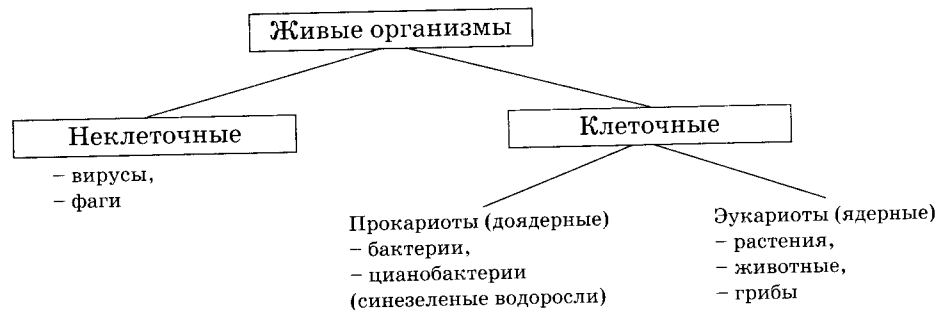 Живые организмы
Неклеточные
– вирусы,
– фаги
Клеточные
Прокариоты (доядерные)
– бактерии,
– цианобактерии
(синезеленые водоросли)
Эукариоты (ядерные)
– растения,
– животные,
– грибы